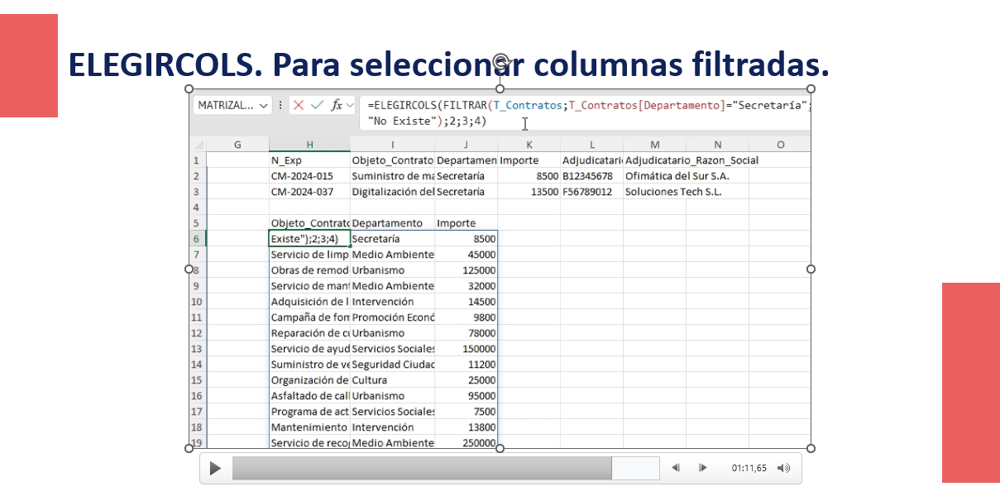 ELEGIRCOLS. Para seleccionar columnas filtradas.
MATRIZAL... fx =ELEGIRCOLS(FILTRAR(T_Contratos;T_Contratos[Departamento]="Secretaría";
"No Existe");2;3;4)
G H I J K L M N O
1 N_Exp Objeto_Contrato Departamen Importe Adjudicatari Adjudicatario_Razon_Social
2 CM-2024-015 Suministro de ma Secretaría 8500 B12345678 Ofimática del Sur S.A.
3 CM-2024-037 Digitalización del Secretaría 13500 F56789012 Soluciones Tech S.L.
4
5 Objeto_Contrato Departamento Importe
6 Existe");2;3;4) Secretaría 8500
7 Servicio de limp Medio Ambiente 45000
8 Obras de remod Urbanismo 125000
9 Servicio de mant Medio Ambiente 32000
10 Adquisición de l Intervención 14500
11 Campaña de fom Promoción Econó 9800
12 Reparación de cu Urbanismo 78000
13 Servicio de ayud Servicios Sociales 150000
14 Suministro de ve Seguridad Ciudad 11200
15 Organización de Cultura 25000
16 Asfaltado de call Urbanismo 95000
17 Programa de act Servicios Sociales 7500
18 Mantenimiento Intervención 13800
19 Servicio de recoj Medio Ambiente 250000
01:11,65